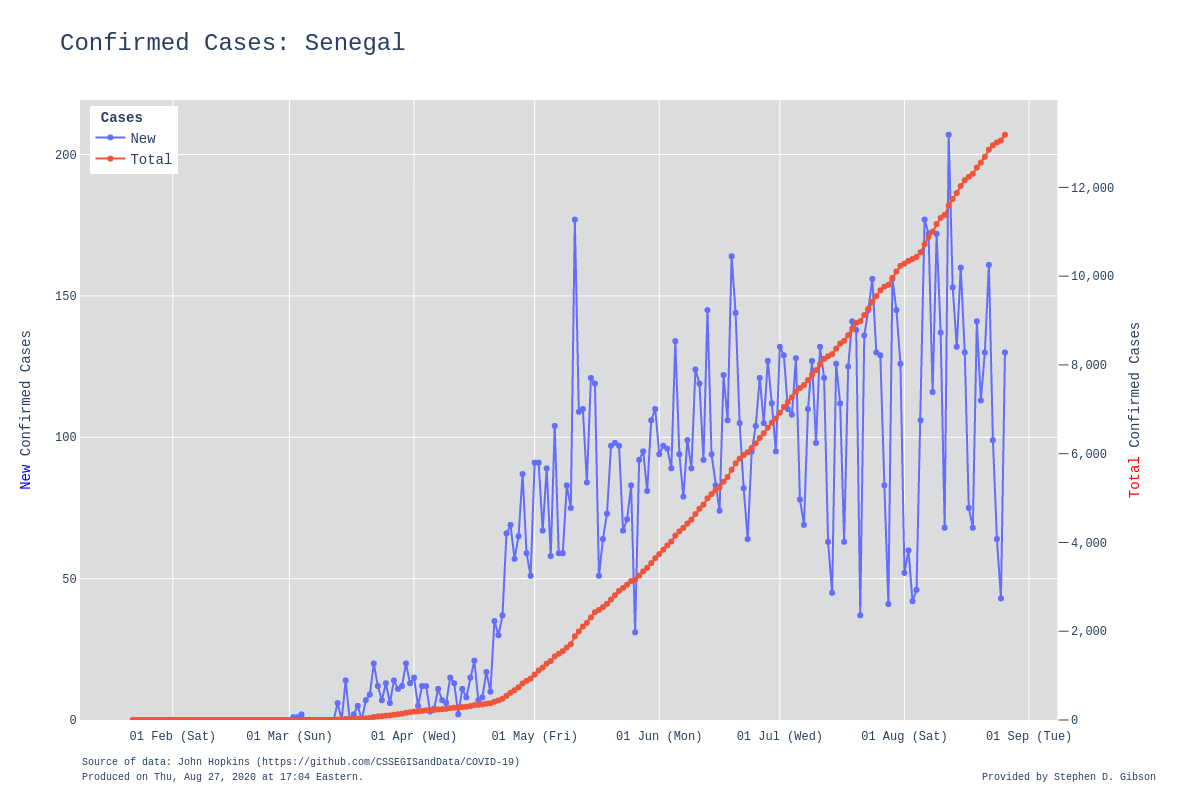 Confirmed Cases: Senegal
Cases
New
Total
200
150
100
50
0
12,000
10,000
8,000
6,000
4,000
2,000
0
New Confirmed Cases
Total Confirmed Cases
01 Feb (Sat) 01 Mar (Sun) 01 Apr (Wed) 01 May (Fri) 01 Jun (Mon) 01 Jul (Wed) 01 Aug (Sat) 01 Sep (Tue)
Source of data: John Hopkins (https://github.com/CSSEGISandData/COVID-19)
Produced on Thu, Aug 27, 2020 at 17:04 Eastern.
Provided by Stephen D. Gibson